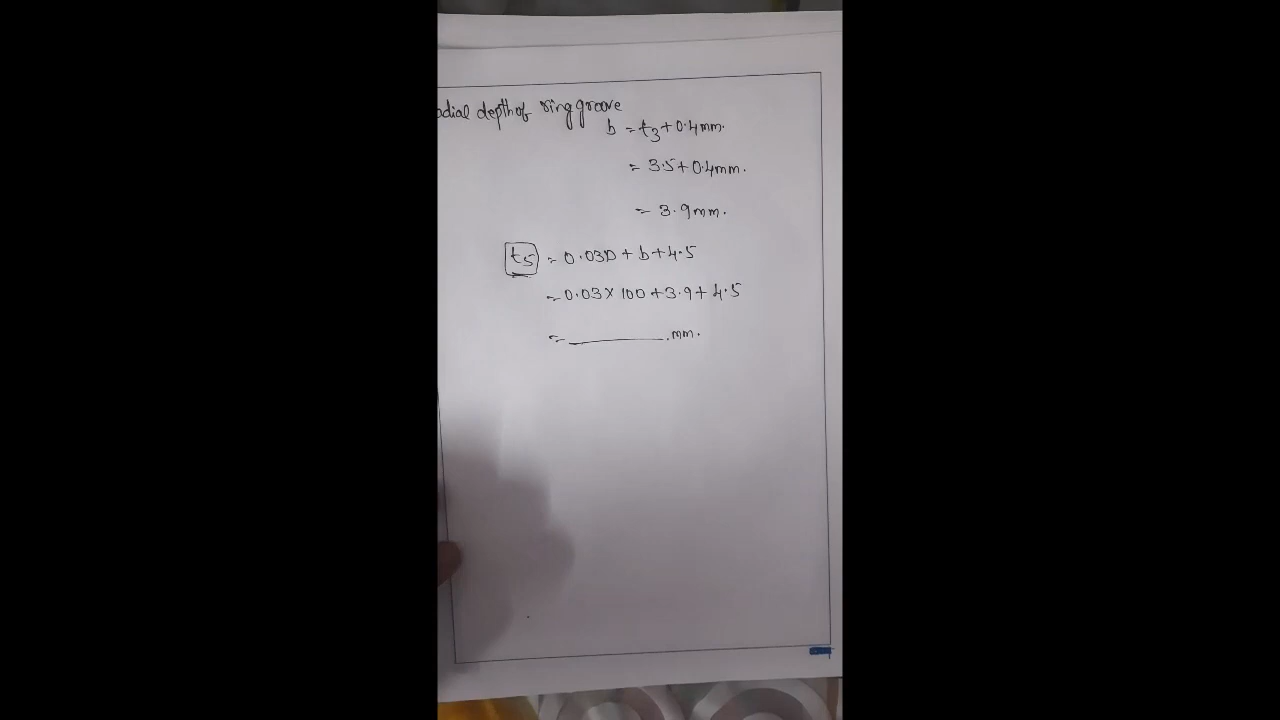 adial depth of ring groove
b = t3 + 0.4mm.
= 3.5 + 0.4mm.
= 3.9mm.
t5 = 0.03D + b + 4.5
= 0.03 × 100 + 3.9 + 4.5
= ________ . mm.